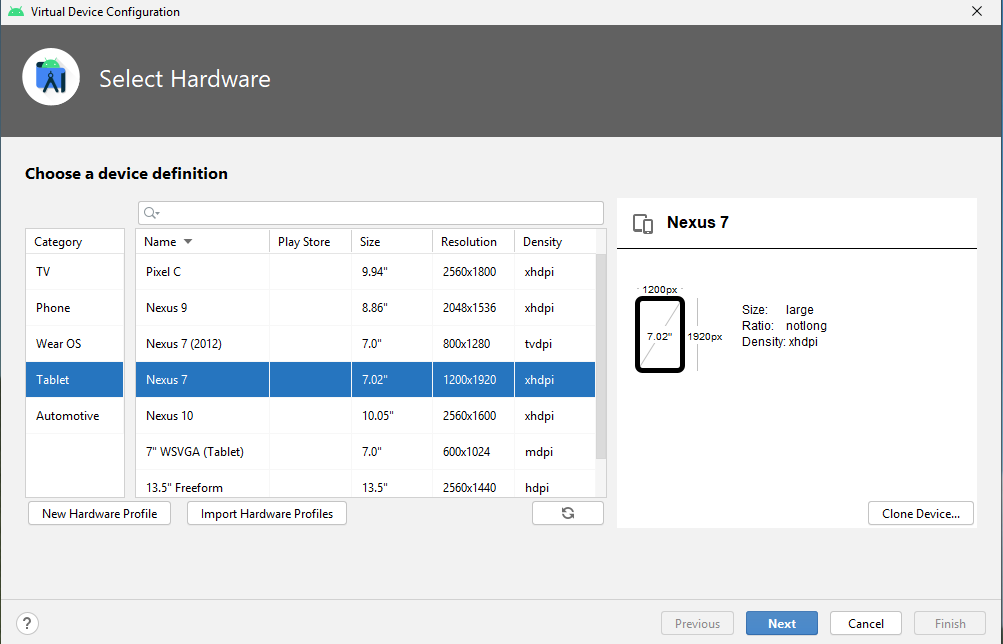 Virtual Device Configuration
Select Hardware
Choose a device definition
Category
TV
Phone
Wear OS
Tablet
Automotive
Name Play Store Size Resolution Density
Pixel C 9.94" 2560x1800 xhdpi
Nexus 9 8.86" 2048x1536 xhdpi
Nexus 7 (2012) 7.0" 800x1280 tvdpi
Nexus 7 7.02" 1200x1920 xhdpi
Nexus 10 10.05" 2560x1600 xhdpi
7" WSVGA (Tablet) 7.0" 600x1024 mdpi
13.5" Freeform 13.5" 2560x1440 hdpi
New Hardware Profile Import Hardware Profiles
Nexus 7
1200px
7.02" 1920px
Size: large
Ratio: notlong
Density: xhdpi
Clone Device...
? Previous Next Cancel Finish